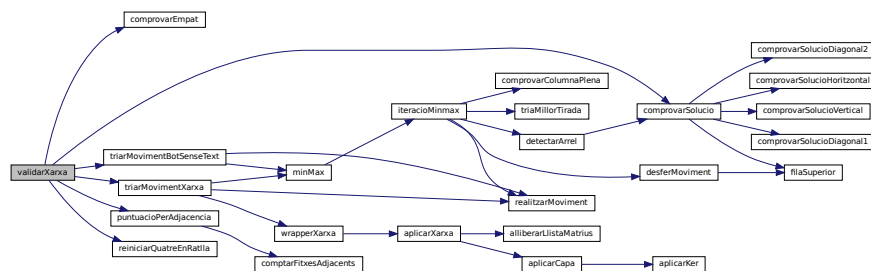 comprovarEmpat
comprovarSolucioDiagonal2
comprovarColumnaPlena
comprovarSolucioHoritzontal
iteracioMinmax
triaMillorTirada
comprovarSolucio
comprovarSolucioVertical
detectarArrel
comprovarSolucioDiagonal1
triarMovimentBotSenseText
validarXarxa
minMax
desferMoviment
filaSuperior
triarMovimentXarxa
realitzarMoviment
puntuacioPerAdjacencia
wrapperXarxa
aplicarXarxa
alliberarLlistaMatrius
reiniciarQuatreEnRatlla
comptarFitxesAdjacents
aplicarCapa
aplicarKer